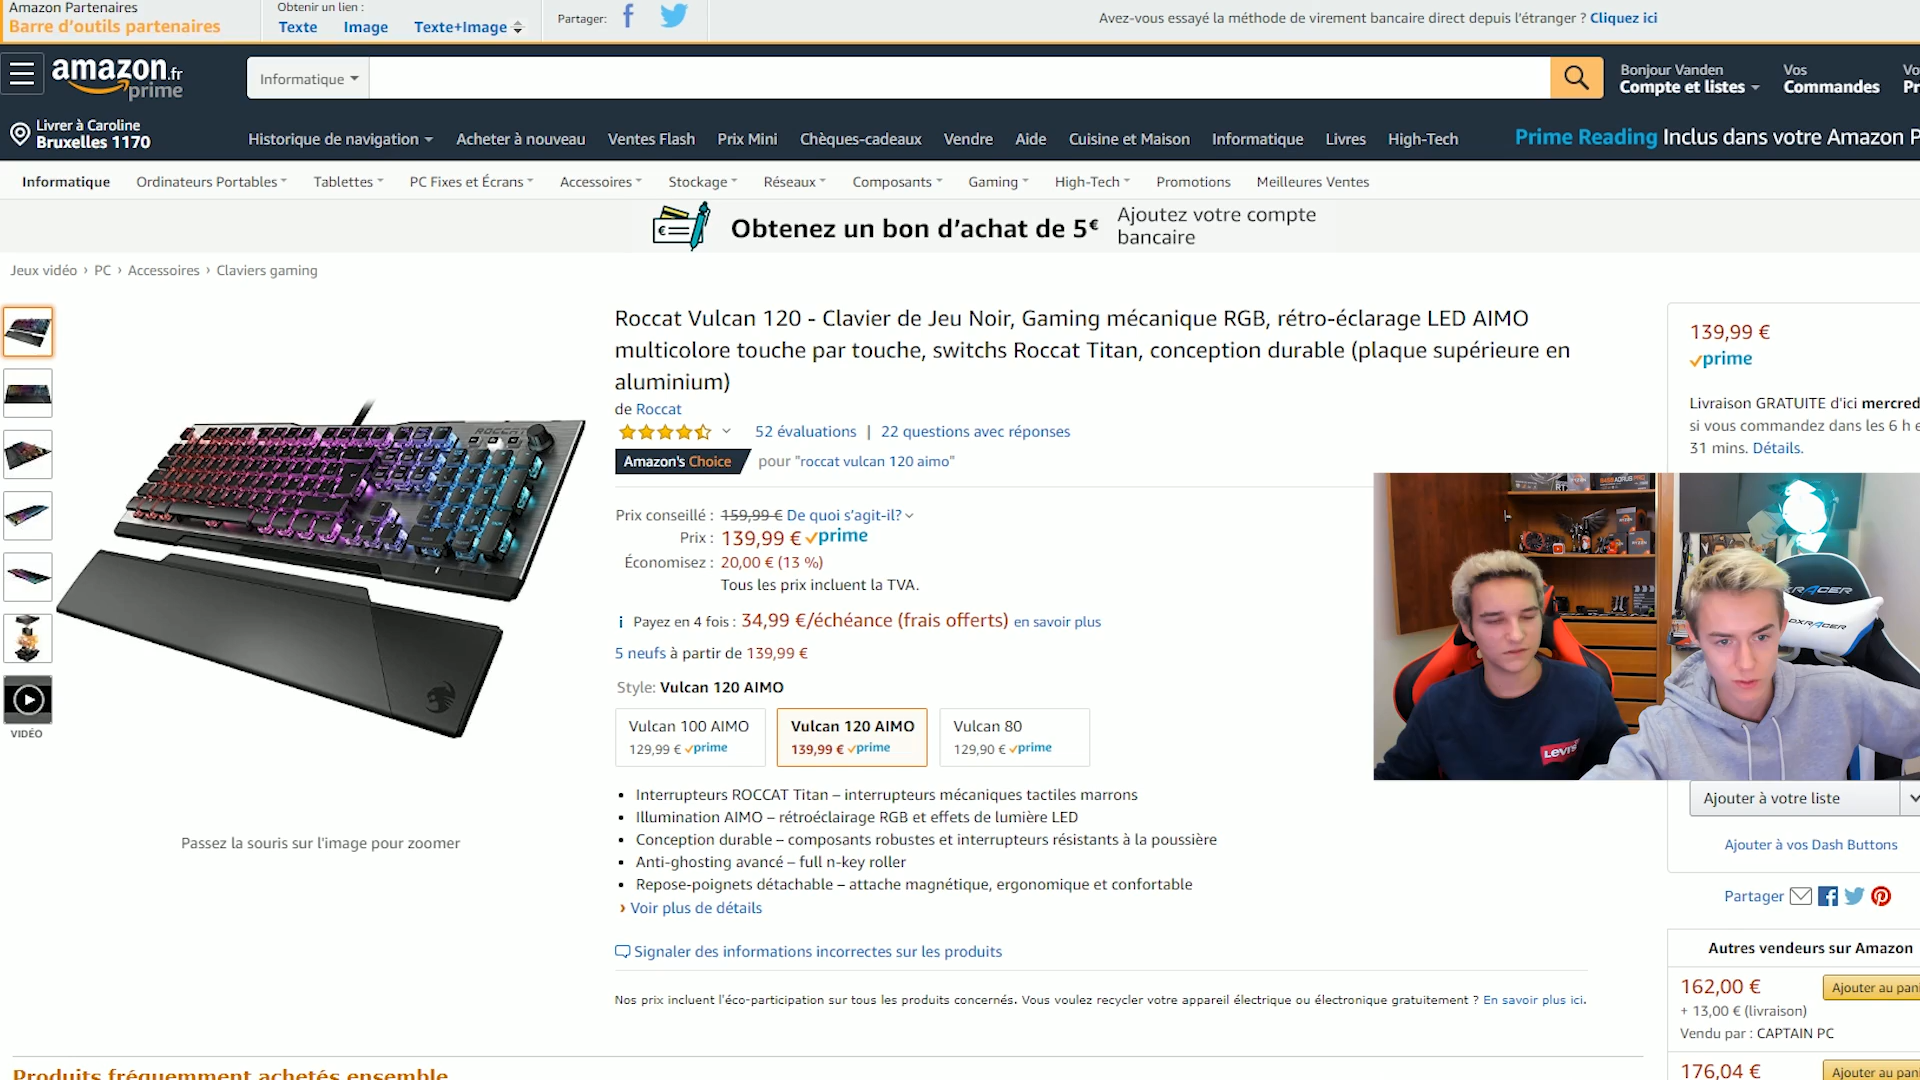 Amazon Partenaires
Barre d'outils partenaires
Obtenir un lien :
Texte Image Texte+Image
Partager:
Avez-vous essayé la méthode de virement bancaire direct depuis l'étranger ? Cliquez ici
amazon.fr
prime
Informatique
Bonjour Vanden
Compte et listes
Vos
Commandes
Livrer à Caroline
Bruxelles 1170
Historique de navigation Acheter à nouveau Ventes Flash Prix Mini Chèques-cadeaux Vendre Aide Cuisine et Maison Informatique Livres High-Tech
Prime Reading Inclus dans votre Amazon P
Informatique Ordinateurs Portables Tablettes PC Fixes et Écrans Accessoires Stockage Réseaux Composants Gaming High-Tech Promotions Meilleures Ventes
Obtenez un bon d'achat de 5€
Ajoutez votre compte
bancaire
Jeux vidéo › PC › Accessoires › Claviers gaming
Roccat Vulcan 120 - Clavier de Jeu Noir, Gaming mécanique RGB, rétro-éclarage LED AIMO
multicolore touche par touche, switchs Roccat Titan, conception durable (plaque supérieure en
aluminium)
de Roccat
52 évaluations | 22 questions avec réponses
Amazon's Choice pour "roccat vulcan 120 aimo"
Prix conseillé : 159,99 € De quoi s'agit-il?
Prix : 139,99 € prime
Économisez : 20,00 € (13 %)
Tous les prix incluent la TVA.
Payez en 4 fois : 34,99 €/échéance (frais offerts) en savoir plus
5 neufs à partir de 139,99 €
Style: Vulcan 120 AIMO
Vulcan 100 AIMO
129,99 € prime
Vulcan 120 AIMO
139,99 € prime
Vulcan 80
129,90 € prime
• Interrupteurs ROCCAT Titan – interrupteurs mécaniques tactiles marrons
• Illumination AIMO – rétroéclairage RGB et effets de lumière LED
• Conception durable – composants robustes et interrupteurs résistants à la poussière
• Anti-ghosting avancé – full n-key roller
• Repose-poignets détachable – attache magnétique, ergonomique et confortable
› Voir plus de détails
Signaler des informations incorrectes sur les produits
Nos prix incluent l'éco-participation sur tous les produits concernés. Vous voulez recycler votre appareil électrique ou électronique gratuitement ? En savoir plus ici.
Produits fréquemment achetés ensemble
ROCCAT
VIDÉO
Passez la souris sur l'image pour zoomer
139,99 €
prime
Livraison GRATUITE d'ici mercred
si vous commandez dans les 6 h e
31 mins. Détails.
DXRACER
DXRACER
Levi's
Ajouter à votre liste
Ajouter à vos Dash Buttons
Partager
Autres vendeurs sur Amazon
162,00 €
Ajouter au pani
+ 13,00 € (livraison)
Vendu par : CAPTAIN PC
176,04 €
Ajouter au pani